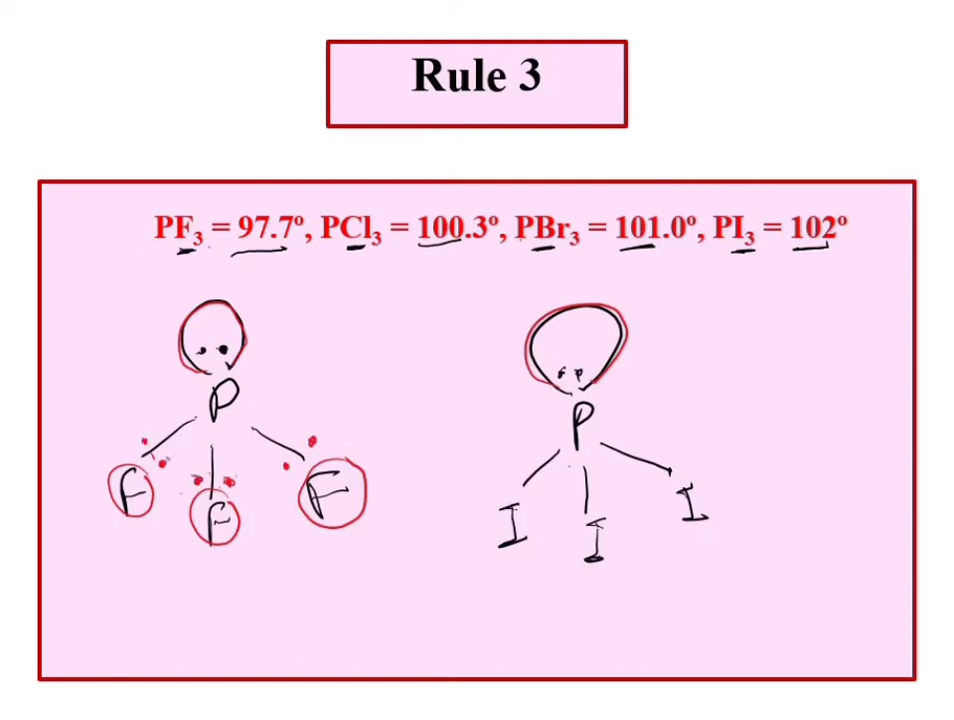 Rule 3
PF₃ = 97.7º, PCl₃ = 100.3º, PBr₃ = 101.0º, PI₃ = 102º
P P
F F F I I I